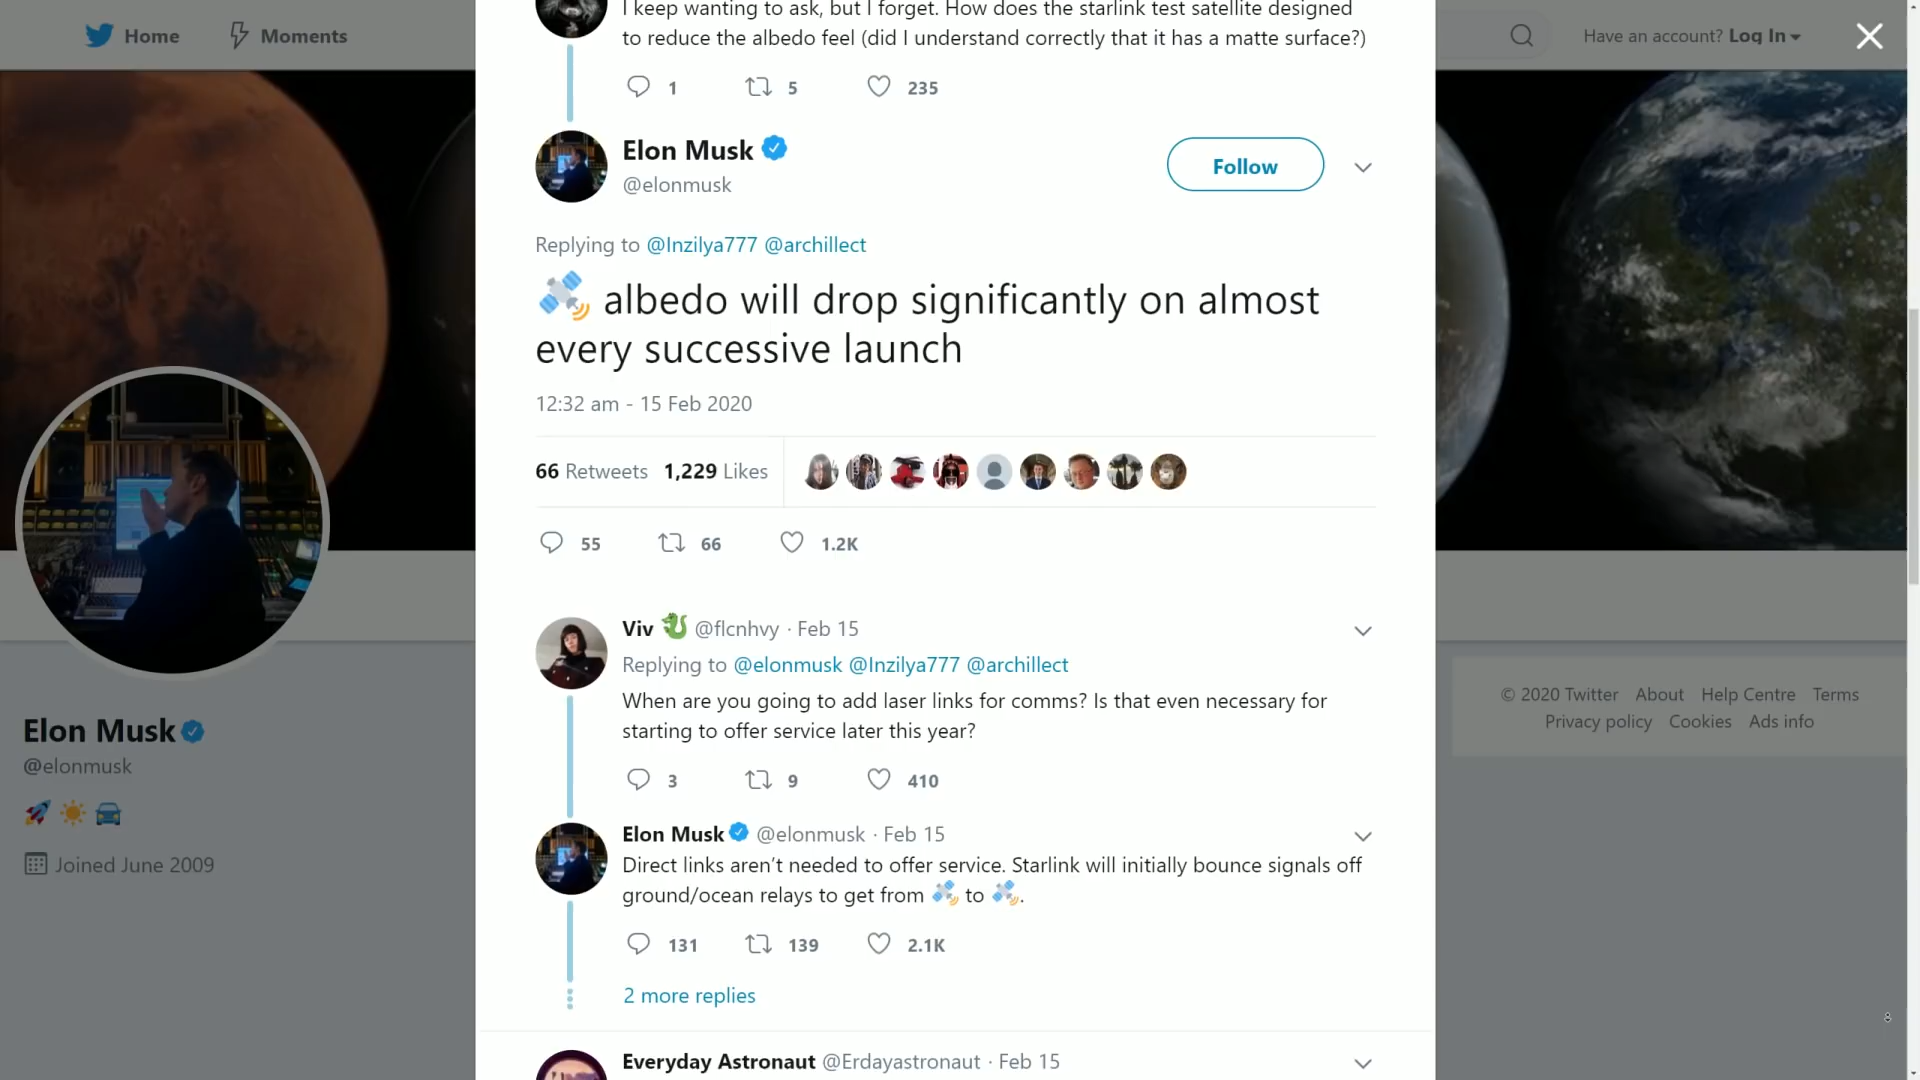 Home
Moments
Have an account? Log In
I keep wanting to ask, but I forget. How does the starlink test satellite designed
to reduce the albedo feel (did I understand correctly that it has a matte surface?)
1 5 235
Elon Musk
@elonmusk
Follow
Replying to @Inzilya777 @archillect
albedo will drop significantly on almost
every successive launch
12:32 am - 15 Feb 2020
66 Retweets 1,229 Likes
55 66 1.2K
Viv @flcnhvy · Feb 15
Replying to @elonmusk @Inzilya777 @archillect
When are you going to add laser links for comms? Is that even necessary for
starting to offer service later this year?
3 9 410
Elon Musk @elonmusk · Feb 15
Direct links aren’t needed to offer service. Starlink will initially bounce signals off
ground/ocean relays to get from to .
131 139 2.1K
2 more replies
Everyday Astronaut @Erdayastronaut · Feb 15
Elon Musk
@elonmusk
Joined June 2009
© 2020 Twitter About Help Centre Terms
Privacy policy Cookies Ads info